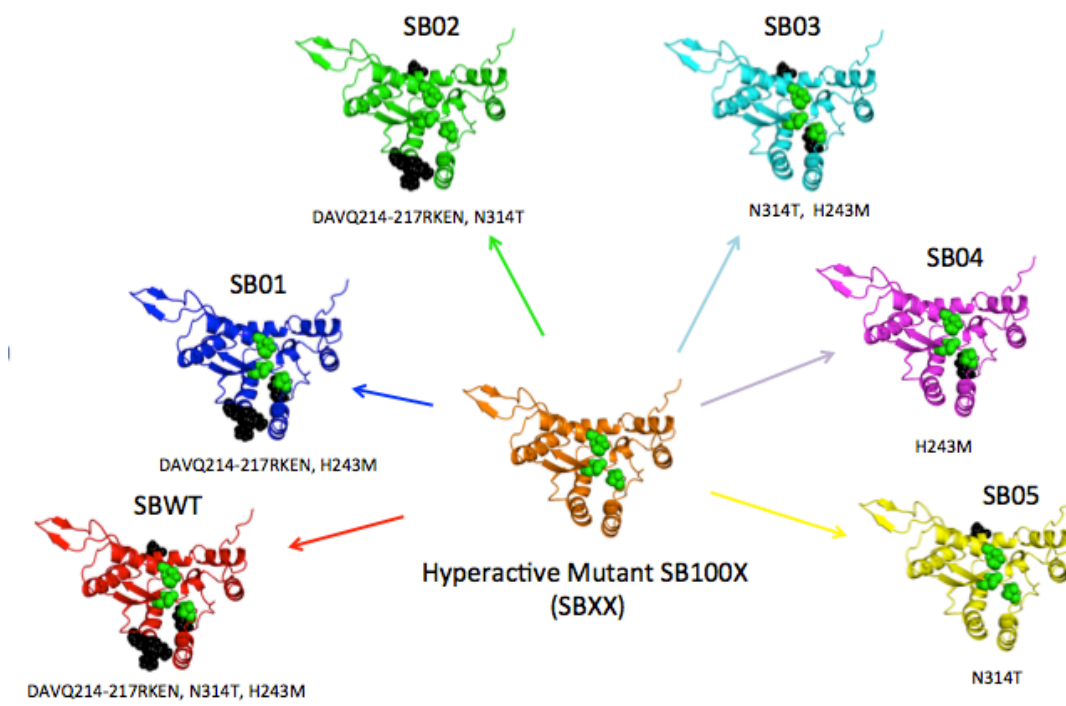 SB02
SB03
DAVQ214-217RKEN, N314T
N314T, H243M
SB01
SB04
DAVQ214-217RKEN, H243M
H243M
SBWT
SB05
Hyperactive Mutant SB100X
(SBXX)
N314T
DAVQ214-217RKEN, N314T, H243M